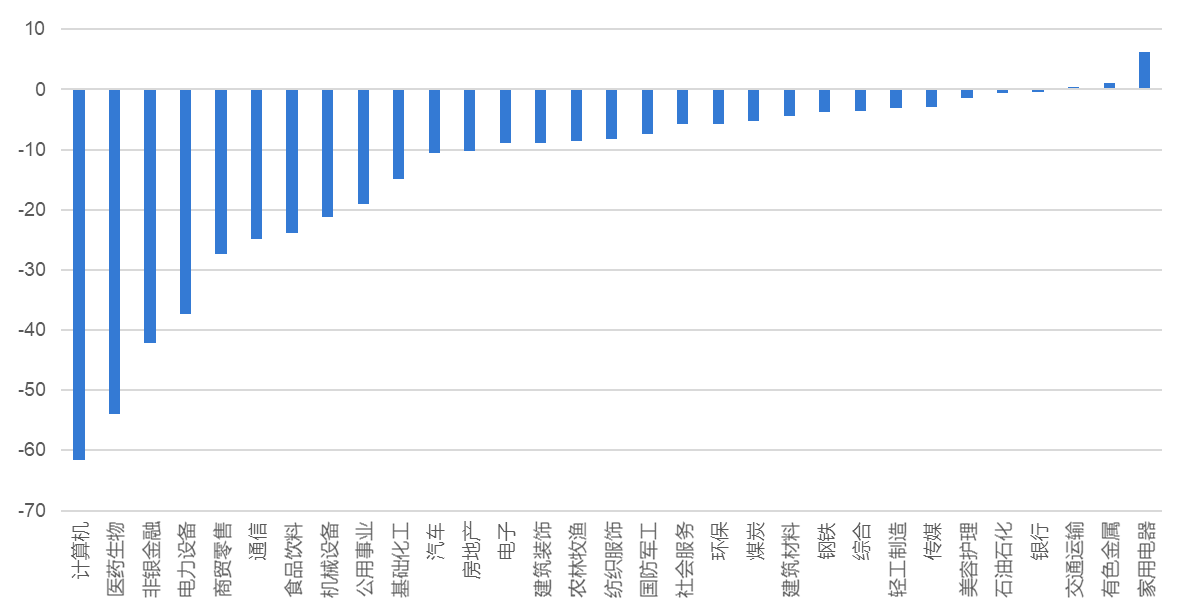 10
0
-10
-20
-30
-40
-50
-60
-70
计算机
医药生物
非银金融
电力设备
商贸零售
通信
食品饮料
机械设备
公用事业
基础化工
汽车
房地产
电子
建筑装饰
农林牧渔
纺织服饰
国防军工
社会服务
环保
煤炭
建筑材料
钢铁
综合
轻工制造
传媒
美容护理
石油石化
银行
交通运输
有色金属
家用电器